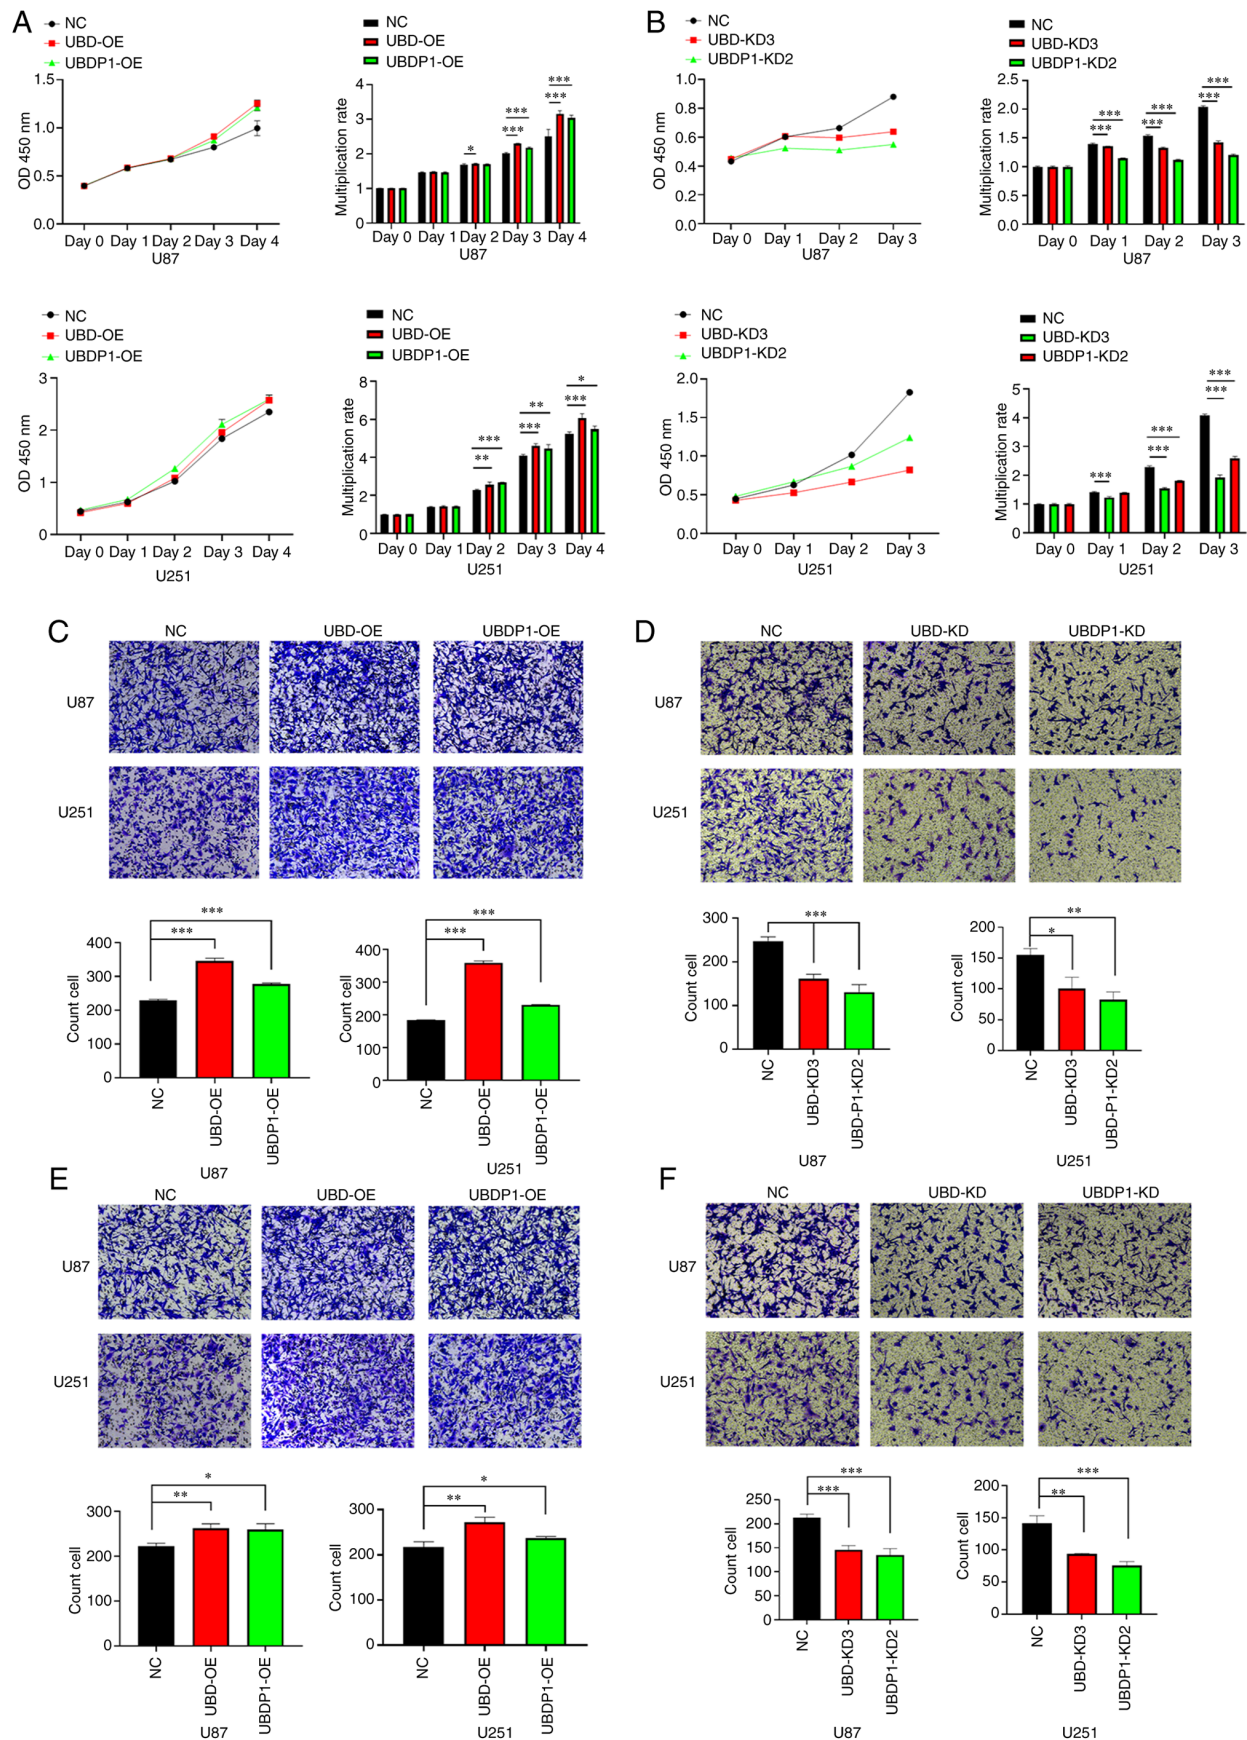 A
NC
UBD-OE
UBDP1-OE
1.5
1.0
0.5
0.0
OD 450 nm
Day 0 Day 1 Day 2 Day 3 Day 4
U87
NC
UBD-OE
UBDP1-OE
4
3
2
1
0
Multiplication rate
*
***
***
***
***
Day 0 Day 1 Day 2 Day 3 Day 4
U87
B
NC
UBD-KD3
UBDP1-KD2
1.0
0.8
0.6
0.4
0.2
0.0
OD 450 nm
Day 0 Day 1 Day 2 Day 3
U87
NC
UBD-KD3
UBDP1-KD2
2.5
2.0
1.5
1.0
0.5
0.0
Multiplication rate
***
***
***
***
***
***
Day 0 Day 1 Day 2 Day 3
U87
NC
UBD-OE
UBDP1-OE
3
2
1
0
OD 450 nm
Day 0 Day 1 Day 2 Day 3 Day 4
U251
NC
UBD-OE
UBDP1-OE
8
6
4
2
0
Multiplication rate
***
**
**
***
*
***
Day 0 Day 1 Day 2 Day 3 Day 4
U251
NC
UBD-KD3
UBDP1-KD2
2.0
1.5
1.0
0.5
0.0
OD 450 nm
Day 0 Day 1 Day 2 Day 3
U251
NC
UBD-KD3
UBDP1-KD2
5
4
3
2
1
0
Multiplication rate
***
***
***
***
***
Day 0 Day 1 Day 2 Day 3
U251
C
NC UBD-OE UBDP1-OE
U87
U251
400
300
200
100
0
Count cell
***
***
NC
UBD-OE
UBDP1-OE
U87
400
300
200
100
0
Count cell
***
***
NC
UBD-OE
UBDP1-OE
U251
D
NC UBD-KD UBDP1-KD
U87
U251
300
200
100
0
Count cell
***
NC
UBD-KD3
UBD-P1-KD2
U87
200
150
100
50
0
Count cell
**
*
NC
UBD-KD3
UBD-P1-KD2
U251
E
NC UBD-OE UBDP1-OE
U87
U251
300
200
100
0
Count cell
*
**
NC
UBD-OE
UBDP1-OE
U87
300
200
100
0
Count cell
*
**
NC
UBD-OE
UBDP1-OE
U251
F
NC UBD-KD UBDP1-KD
U87
U251
250
200
150
100
50
0
Count cell
***
***
NC
UBD-KD3
UBDP1-KD2
U87
200
150
100
50
0
Count cell
***
**
NC
UBD-KD3
UBDP1-KD2
U251